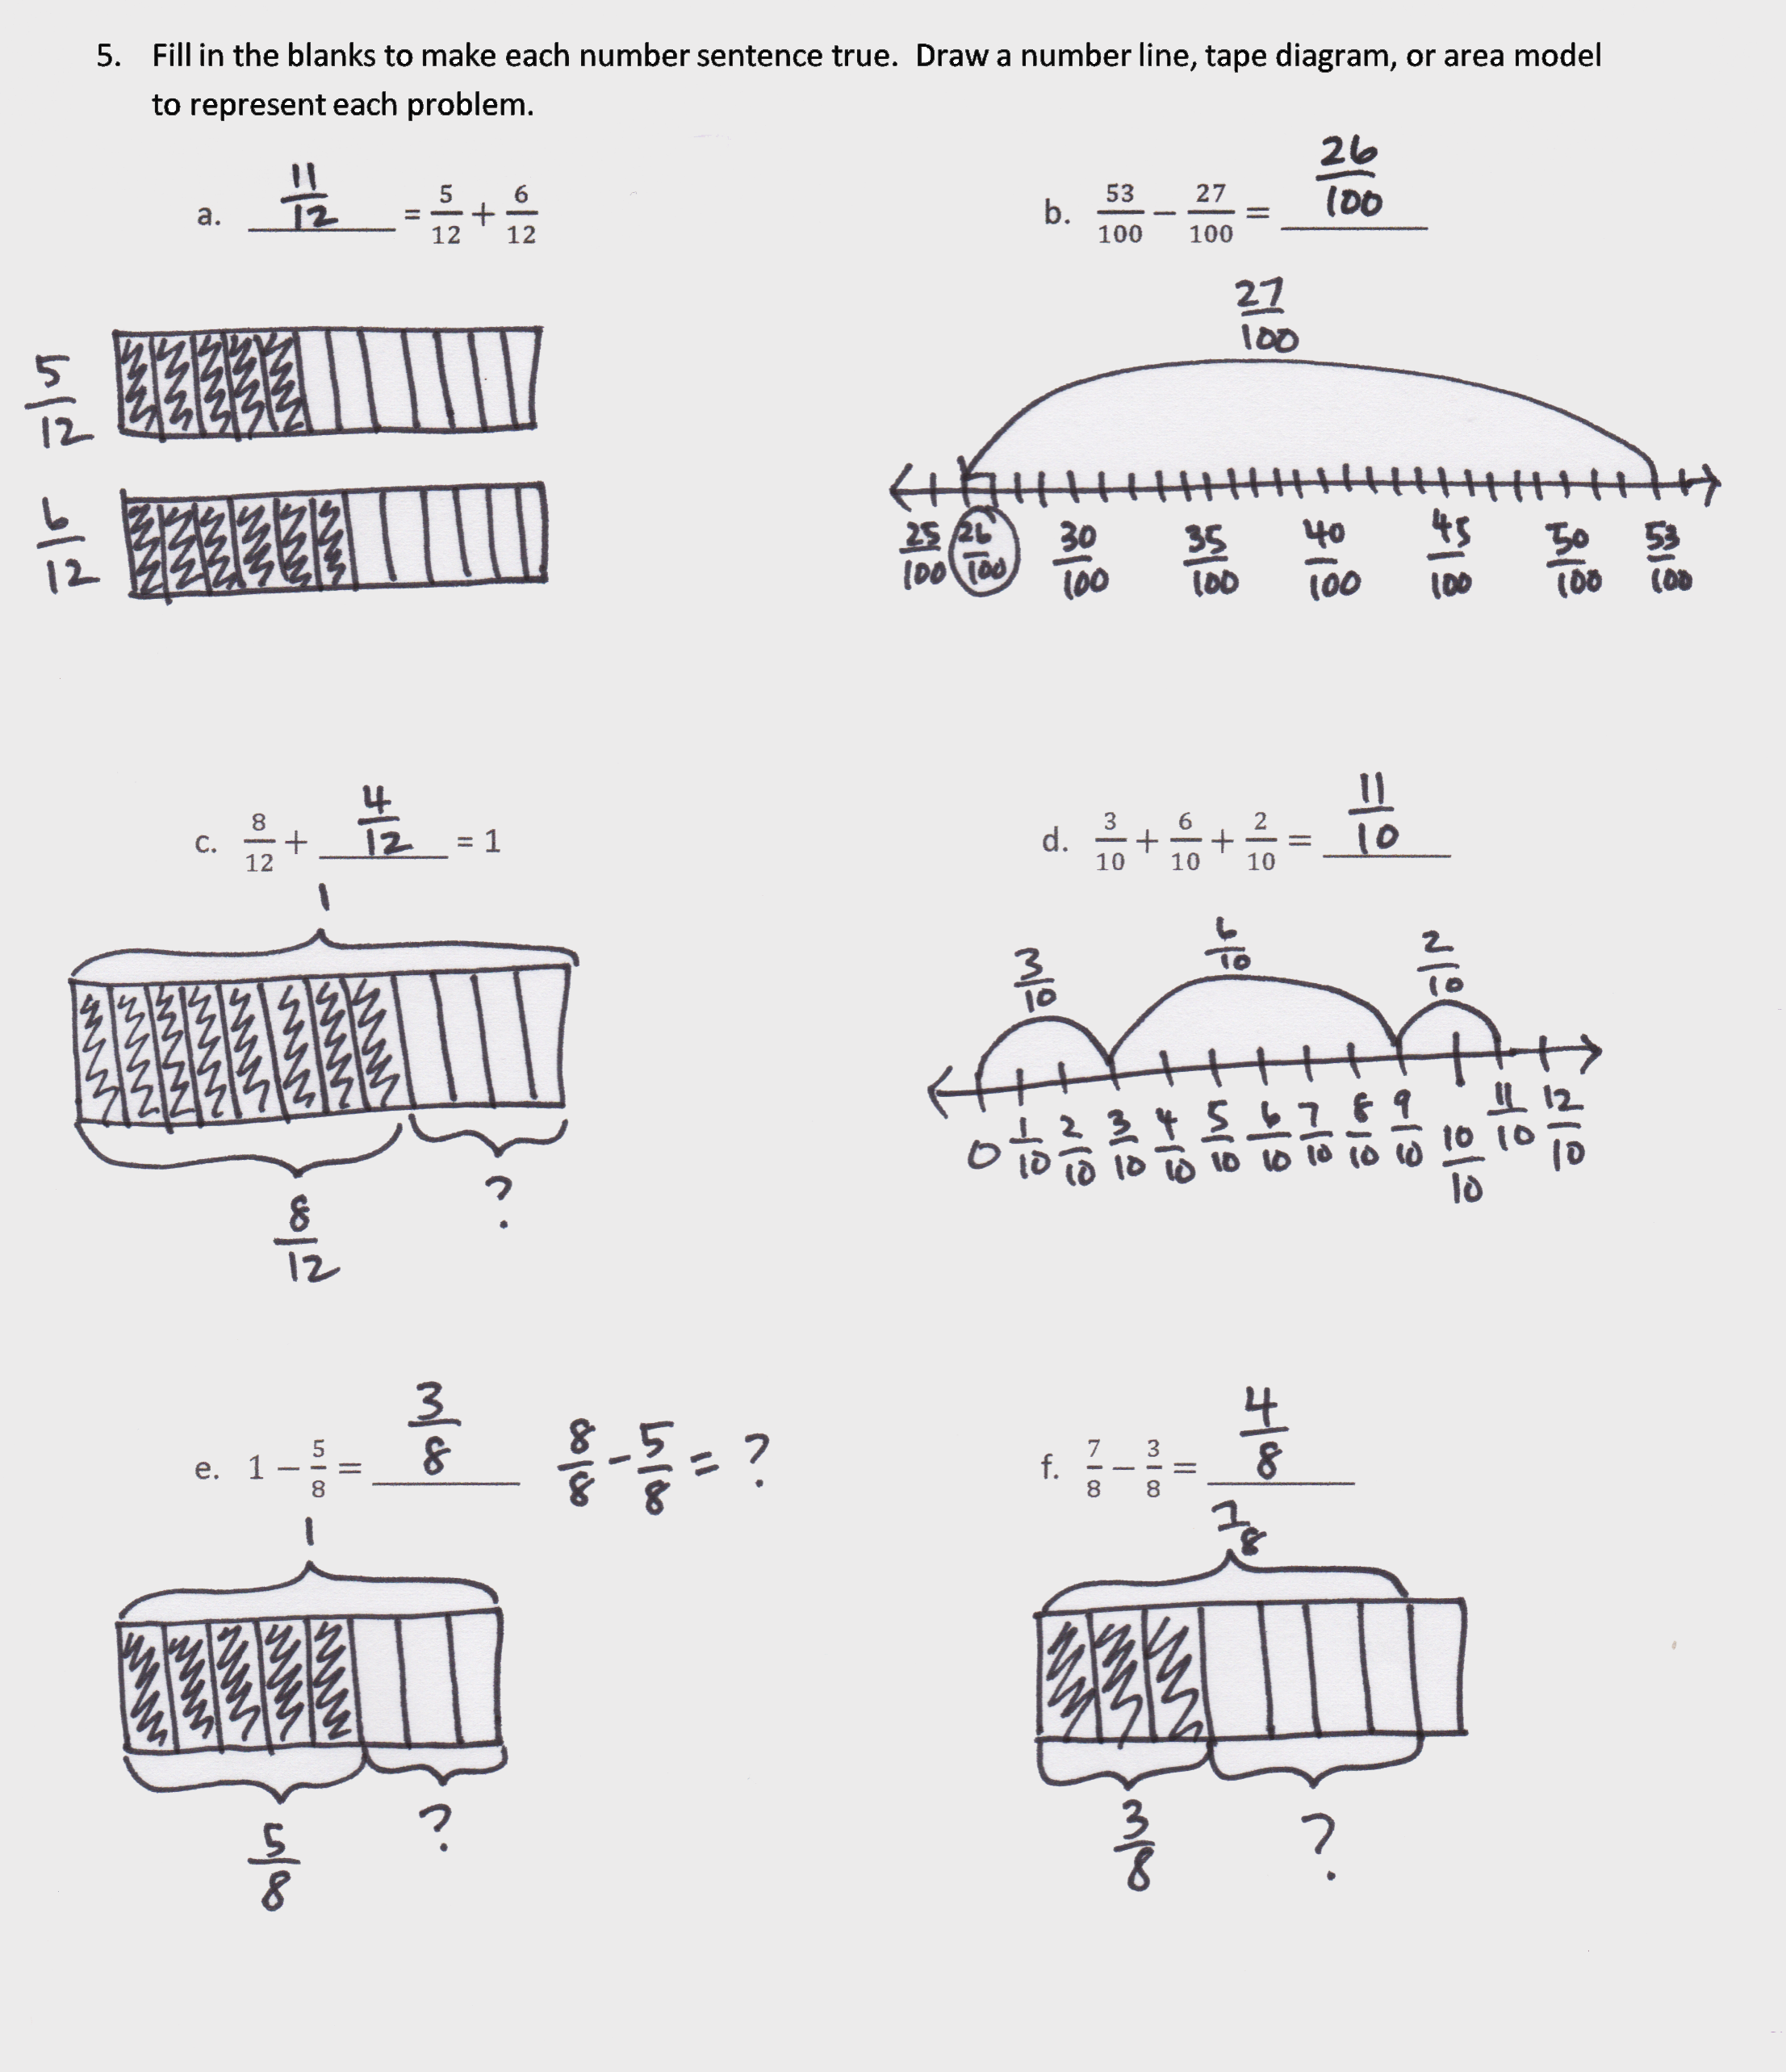 5. Fill in the blanks to make each number sentence true. Draw a number line, tape diagram, or area model
to represent each problem.
a. 11/12 = 5/12 + 6/12
5/12
6/12
b. 53/100 − 27/100 = 26/100
27/100
25/100 26/100 30/100 35/100 40/100 45/100 50/100 53/100
c. 8/12 + 4/12 = 1
1
8/12 ?
d. 3/10 + 6/10 + 2/10 = 11/10
3/10 6/10 2/10
0 1/10 2/10 3/10 4/10 5/10 6/10 7/10 8/10 9/10 10/10 11/10 12/10
e. 1 − 5/8 = 3/8 8/8 - 5/8 = ?
1
5/8 ?
f. 7/8 − 3/8 = 4/8
7/8
3/8 ?